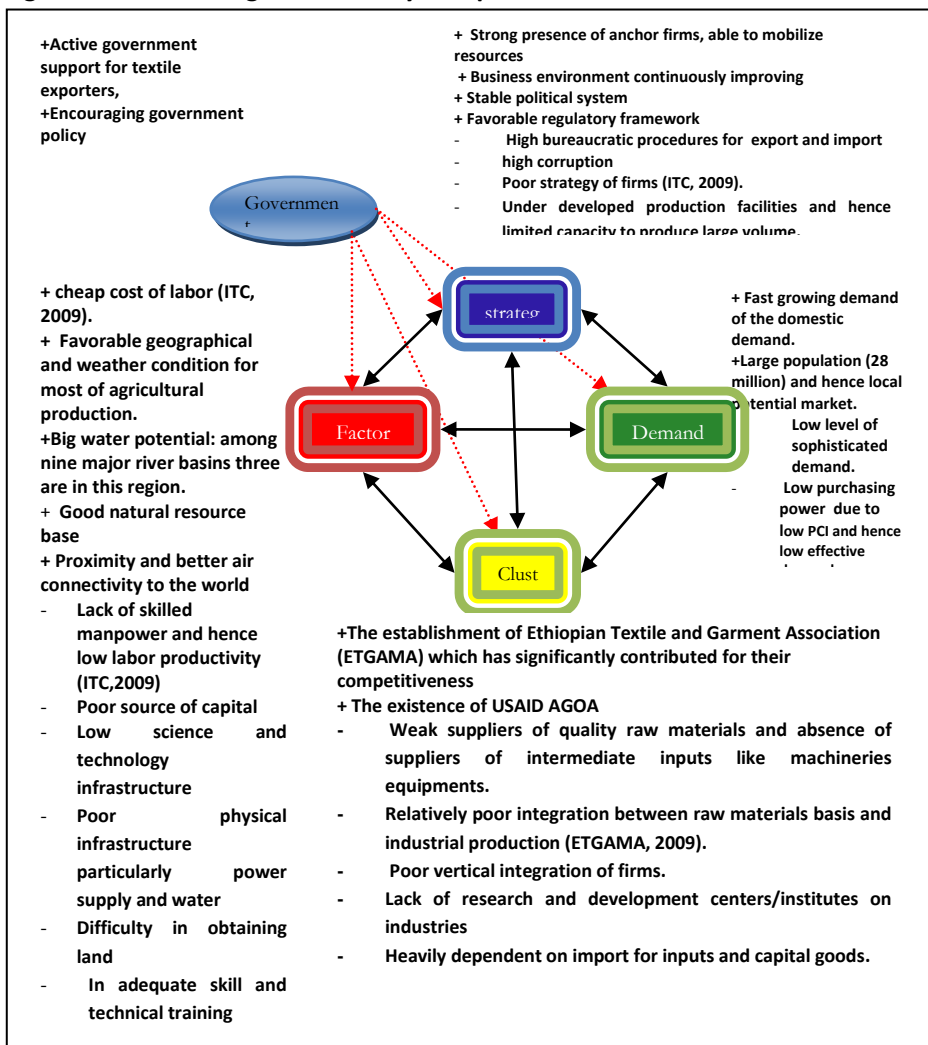 +Active government
support for textile
exporters,
+Encouraging government
policy
+ Strong presence of anchor firms, able to mobilize
resources
+ Business environment continuously improving
+ Stable political system
+ Favorable regulatory framework
- High bureaucratic procedures for export and import
- high corruption
- Poor strategy of firms (ITC, 2009).
- Under developed production facilities and hence
limited capacity to produce large volume.
Governmen
t
+ cheap cost of labor (ITC,
2009).
+ Favorable geographical
and weather condition for
most of agricultural
production.
+Big water potential: among
nine major river basins three
are in this region.
+ Good natural resource
base
+ Proximity and better air
connectivity to the world
- Lack of skilled
manpower and hence
low labor productivity
(ITC,2009)
- Poor source of capital
- Low science and
technology
infrastructure
- Poor physical
infrastructure
particularly power
supply and water
- Difficulty in obtaining
land
- In adequate skill and
technical training
strateg
Factor
Demand
Clust
+ Fast growing demand
of the domestic
demand.
+Large population (28
million) and hence local
potential market.
Low level of
sophisticated
demand.
- Low purchasing
power due to
low PCI and hence
low effective
+The establishment of Ethiopian Textile and Garment Association
(ETGAMA) which has significantly contributed for their
competitiveness
+ The existence of USAID AGOA
- Weak suppliers of quality raw materials and absence of
suppliers of intermediate inputs like machineries
equipments.
- Relatively poor integration between raw materials basis and
industrial production (ETGAMA, 2009).
- Poor vertical integration of firms.
- Lack of research and development centers/institutes on
industries
- Heavily dependent on import for inputs and capital goods.